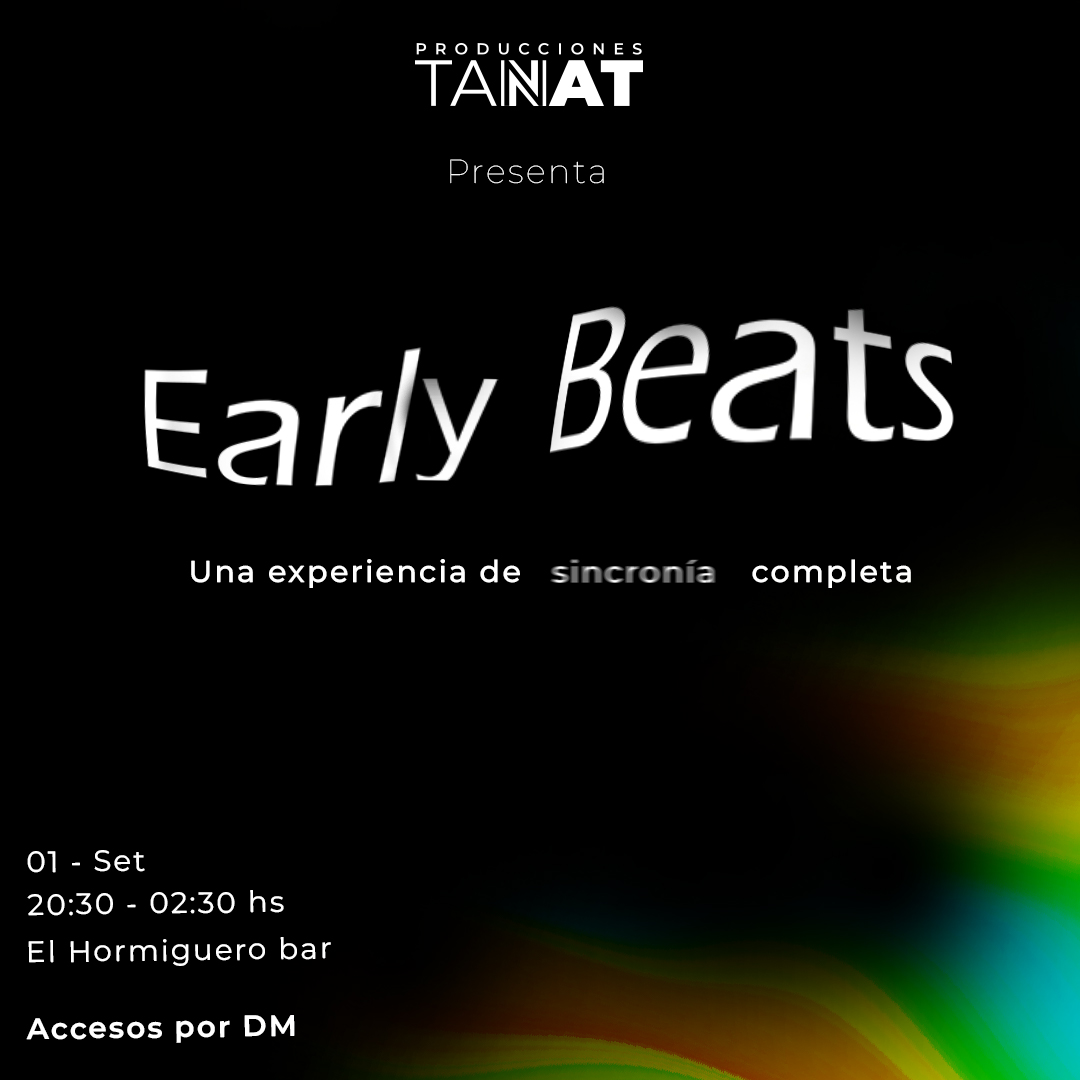 PRODUCCIONES
TANNAT
Presenta
Early Beats
Una experiencia de sincronía completa
01 - Set
20:30 - 02:30 hs
El Hormiguero bar
Accesos por DM